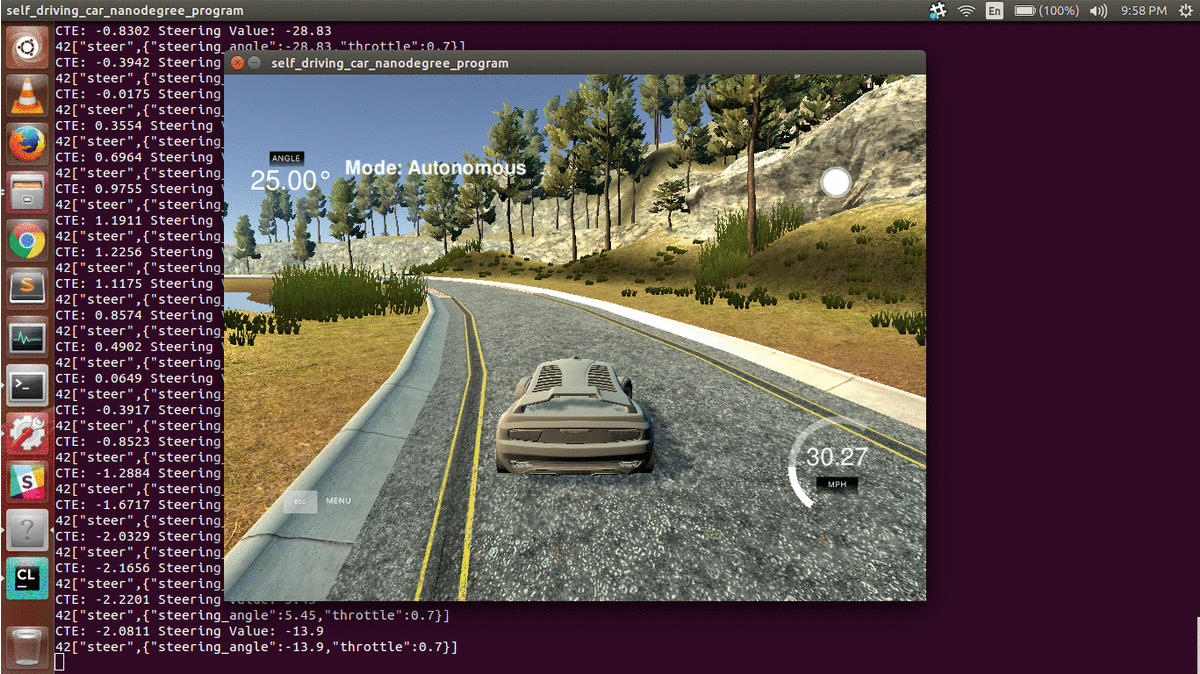 self_driving_car_nanodegree_program
En
(100%)
9:58 PM
CTE: -0.8302 Steering Value: -28.83
42["steer",{"steering_angle":-28.83,"throttle":0.7}]
CTE: -0.3942 Steering
42["steer",{"steering_
CTE: -0.0175 Steering
42["steer",{"steering_
CTE: 0.3554 Steering
42["steer",{"steering_
CTE: 0.6964 Steering
42["steer",{"steering_
CTE: 0.9755 Steering
42["steer",{"steering_
CTE: 1.1911 Steering
42["steer",{"steering_
CTE: 1.2256 Steering
42["steer",{"steering_
CTE: 1.1175 Steering
42["steer",{"steering_
CTE: 0.8574 Steering
42["steer",{"steering_
CTE: 0.4902 Steering
42["steer",{"steering_
CTE: 0.0649 Steering
42["steer",{"steering_
CTE: -0.3917 Steering
42["steer",{"steering_
CTE: -0.8523 Steering
42["steer",{"steering_
CTE: -1.2884 Steering
42["steer",{"steering_
CTE: -1.6717 Steering
42["steer",{"steering_
CTE: -2.0329 Steering
42["steer",{"steering_
CTE: -2.1656 Steering
42["steer",{"steering_
CTE: -2.2201 Steering Value: 5.45
42["steer",{"steering_angle":5.45,"throttle":0.7}]
CTE: -2.0811 Steering Value: -13.9
42["steer",{"steering_angle":-13.9,"throttle":0.7}]
self_driving_car_nanodegree_program
ANGLE
25.00°
Mode: Autonomous
30.27
MPH
ESC
MENU
S
S
>_
?
CL